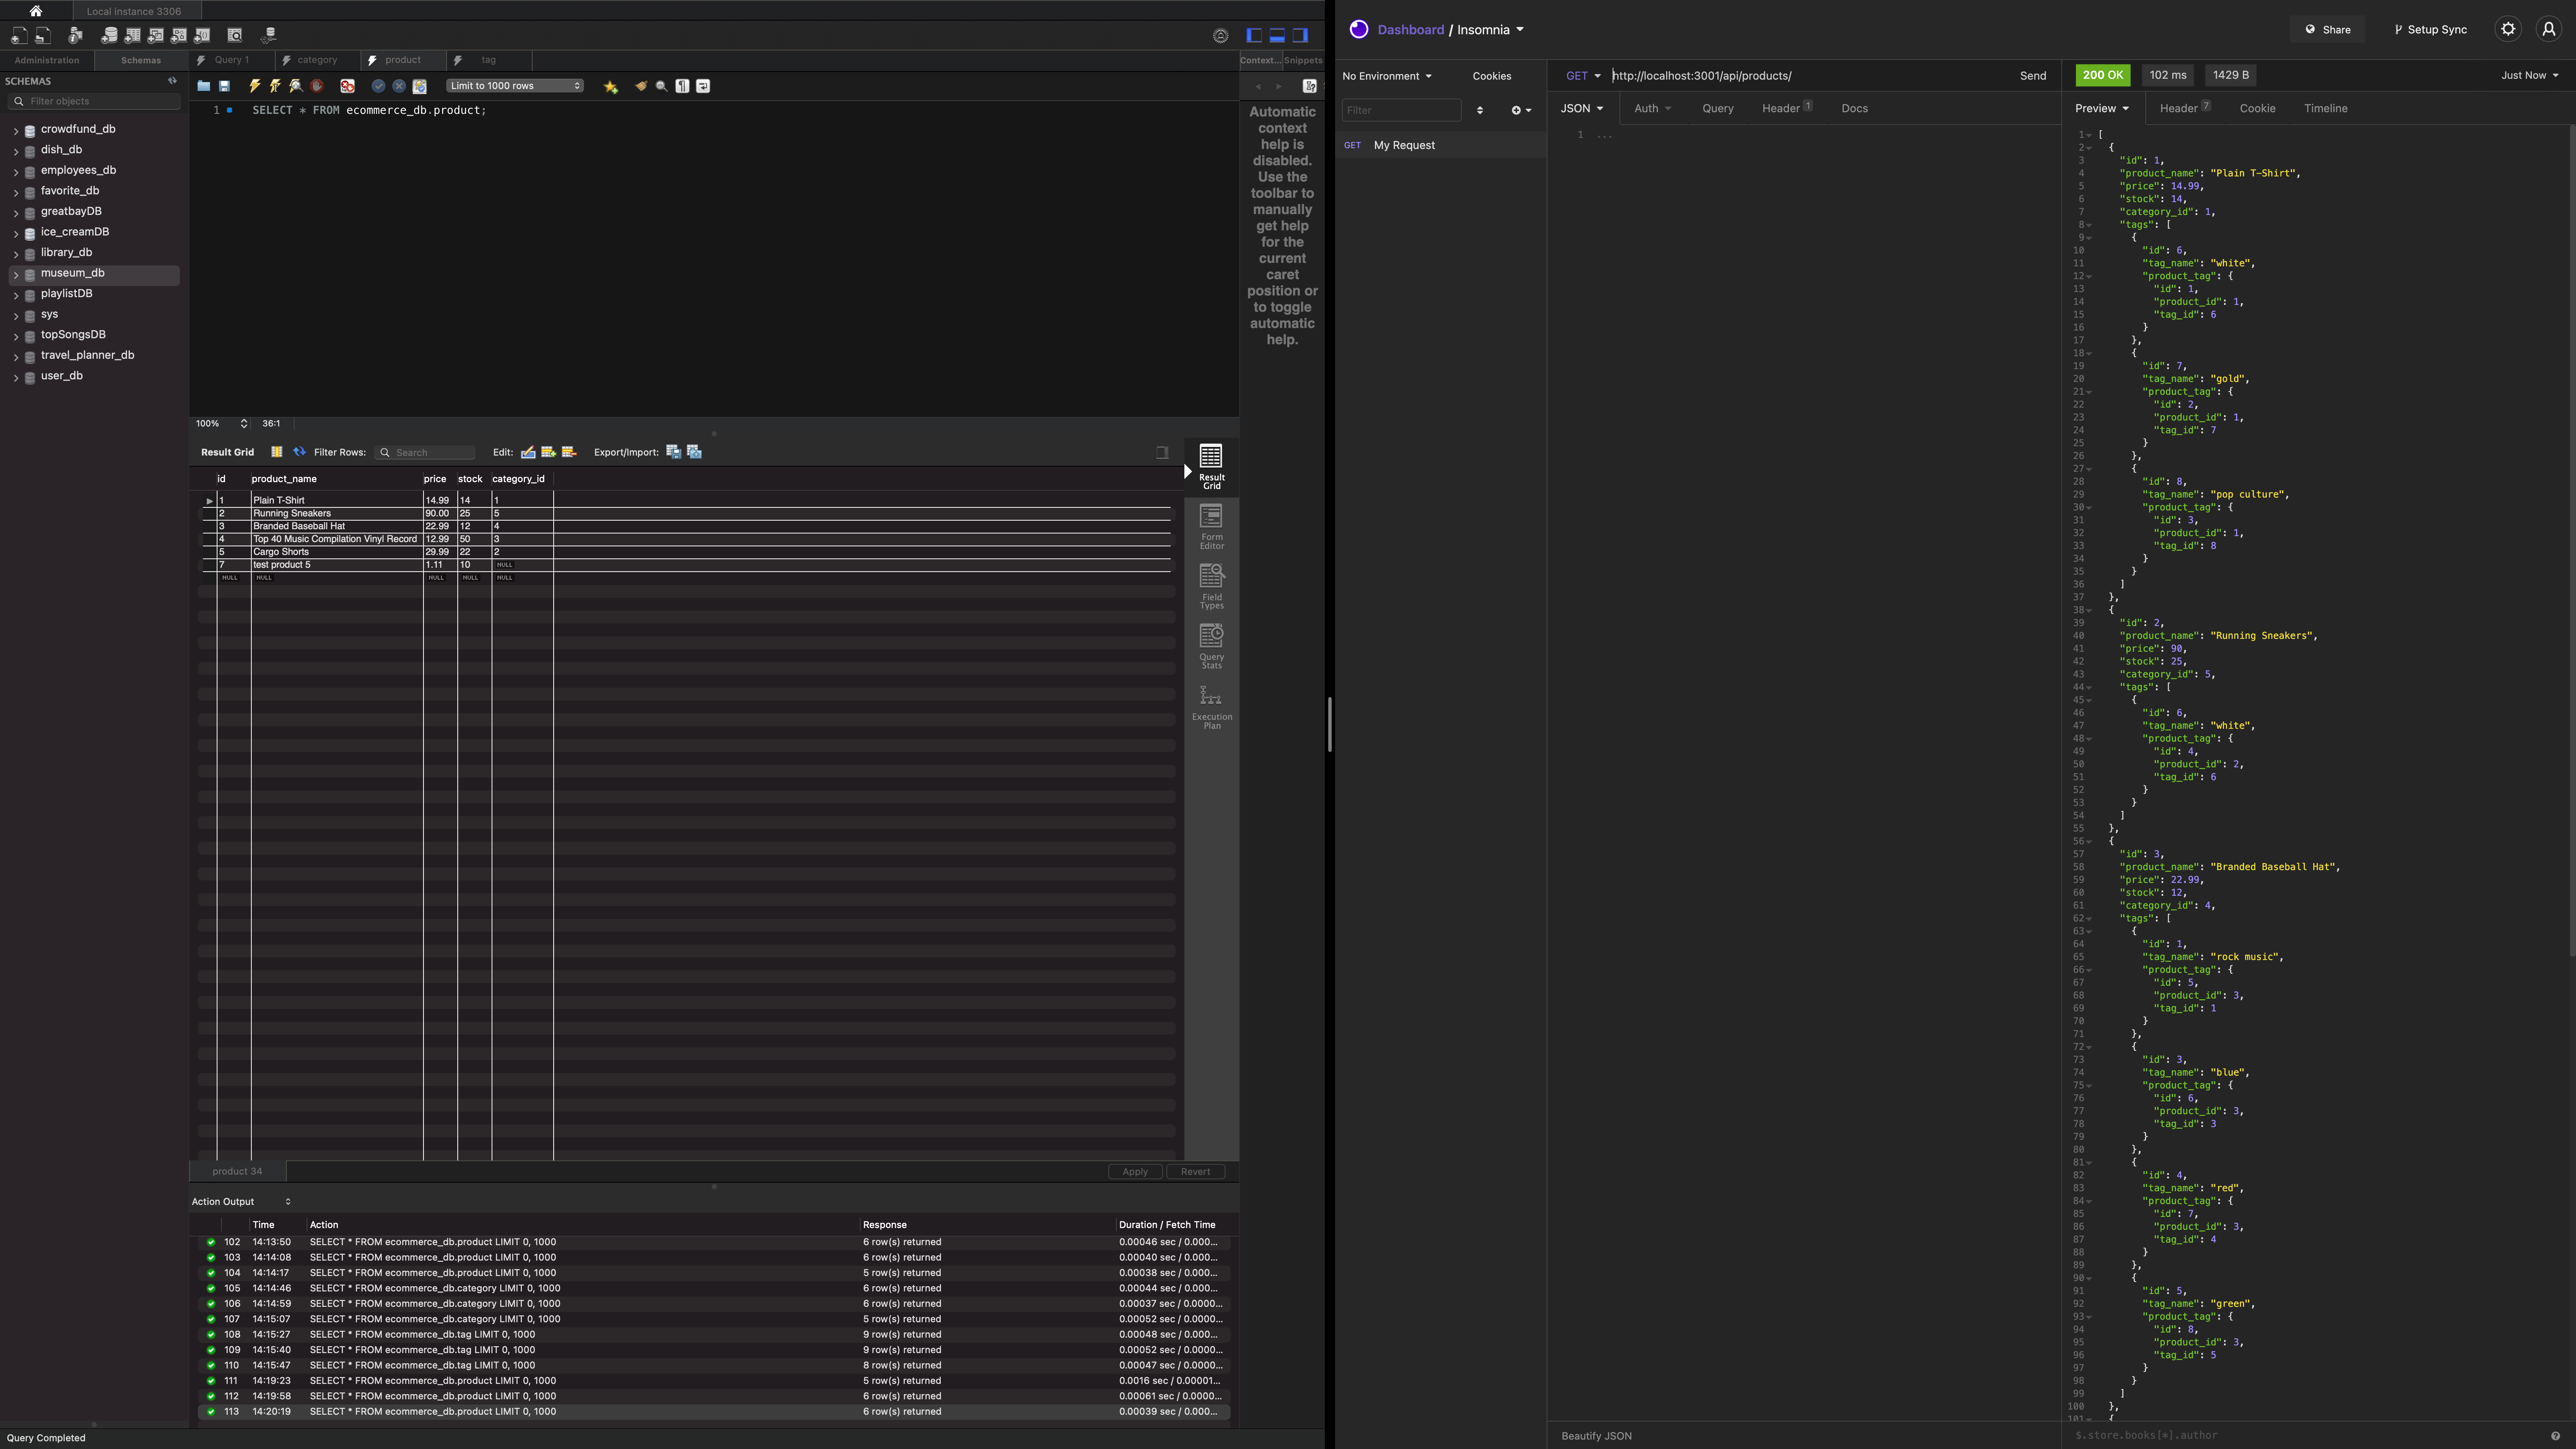 Local instance 3306
Administration
Schemas
Query 1
category
product
tag
Context...
Snippets
SCHEMAS
Filter objects
crowdfund_db
dish_db
employees_db
favorite_db
greatbayDB
ice_creamDB
library_db
museum_db
playlistDB
sys
topSongsDB
travel_planner_db
user_db
Limit to 1000 rows
1 SELECT * FROM ecommerce_db.product;
Automatic
context
help is
disabled.
Use the
toolbar to
manually
get help
for the
current
caret
position or
to toggle
automatic
help.
100% 36:1
Result Grid Filter Rows: Search Edit: Export/Import:
id product_name price stock category_id
1 Plain T-Shirt 14.99 14 1
2 Running Sneakers 90.00 25 5
3 Branded Baseball Hat 22.99 12 4
4 Top 40 Music Compilation Vinyl Record 12.99 50 3
5 Cargo Shorts 29.99 22 2
7 test product 5 1.11 10 NULL
NULL NULL NULL NULL NULL
Result
Grid
Form
Editor
Field
Types
Query
Stats
Execution
Plan
product 34
Apply
Revert
Action Output
Time Action Response Duration / Fetch Time
102 14:13:50 SELECT * FROM ecommerce_db.product LIMIT 0, 1000 6 row(s) returned 0.00046 sec / 0.000...
103 14:14:08 SELECT * FROM ecommerce_db.product LIMIT 0, 1000 6 row(s) returned 0.00040 sec / 0.000...
104 14:14:17 SELECT * FROM ecommerce_db.product LIMIT 0, 1000 5 row(s) returned 0.00038 sec / 0.000...
105 14:14:46 SELECT * FROM ecommerce_db.category LIMIT 0, 1000 6 row(s) returned 0.00044 sec / 0.000...
106 14:14:59 SELECT * FROM ecommerce_db.category LIMIT 0, 1000 6 row(s) returned 0.00037 sec / 0.0000...
107 14:15:07 SELECT * FROM ecommerce_db.category LIMIT 0, 1000 5 row(s) returned 0.00052 sec / 0.0000...
108 14:15:27 SELECT * FROM ecommerce_db.tag LIMIT 0, 1000 9 row(s) returned 0.00048 sec / 0.000...
109 14:15:40 SELECT * FROM ecommerce_db.tag LIMIT 0, 1000 9 row(s) returned 0.00052 sec / 0.000...
110 14:15:47 SELECT * FROM ecommerce_db.tag LIMIT 0, 1000 8 row(s) returned 0.00047 sec / 0.000...
111 14:19:23 SELECT * FROM ecommerce_db.product LIMIT 0, 1000 5 row(s) returned 0.0016 sec / 0.00001...
112 14:19:58 SELECT * FROM ecommerce_db.product LIMIT 0, 1000 6 row(s) returned 0.00061 sec / 0.0000...
113 14:20:19 SELECT * FROM ecommerce_db.product LIMIT 0, 1000 6 row(s) returned 0.00039 sec / 0.000...
Query Completed
Dashboard / Insomnia
Share
Setup Sync
No Environment
Cookies
GET http://localhost:3001/api/products/ Send
200 OK 102 ms 1429 B Just Now
Filter
GET My Request
JSON Auth Query Header 1 Docs
1 ...
Preview Header 7 Cookie Timeline
1 [
2 {
3 "id": 1,
4 "product_name": "Plain T-Shirt",
5 "price": 14.99,
6 "stock": 14,
7 "category_id": 1,
8 "tags": [
9 {
10 "id": 6,
11 "tag_name": "white",
12 "product_tag": {
13 "id": 1,
14 "product_id": 1,
15 "tag_id": 6
16 }
17 },
18 {
19 "id": 7,
20 "tag_name": "gold",
21 "product_tag": {
22 "id": 2,
23 "product_id": 1,
24 "tag_id": 7
25 }
26 },
27 {
28 "id": 8,
29 "tag_name": "pop culture",
30 "product_tag": {
31 "id": 3,
32 "product_id": 1,
33 "tag_id": 8
34 }
35 }
36 ]
37 },
38 {
39 "id": 2,
40 "product_name": "Running Sneakers",
41 "price": 90,
42 "stock": 25,
43 "category_id": 5,
44 "tags": [
45 {
46 "id": 6,
47 "tag_name": "white",
48 "product_tag": {
49 "id": 4,
50 "product_id": 2,
51 "tag_id": 6
52 }
53 }
54 ]
55 },
56 {
57 "id": 3,
58 "product_name": "Branded Baseball Hat",
59 "price": 22.99,
60 "stock": 12,
61 "category_id": 4,
62 "tags": [
63 {
64 "id": 1,
65 "tag_name": "rock music",
66 "product_tag": {
67 "id": 5,
68 "product_id": 3,
69 "tag_id": 1
70 }
71 },
72 {
73 "id": 3,
74 "tag_name": "blue",
75 "product_tag": {
76 "id": 6,
77 "product_id": 3,
78 "tag_id": 3
79 }
80 },
81 {
82 "id": 4,
83 "tag_name": "red",
84 "product_tag": {
85 "id": 7,
86 "product_id": 3,
87 "tag_id": 4
88 }
89 },
90 {
91 "id": 5,
92 "tag_name": "green",
93 "product_tag": {
94 "id": 8,
95 "product_id": 3,
96 "tag_id": 5
97 }
98 }
99 ]
100 },
101 {
Beautify JSON
$.store.books[*].author